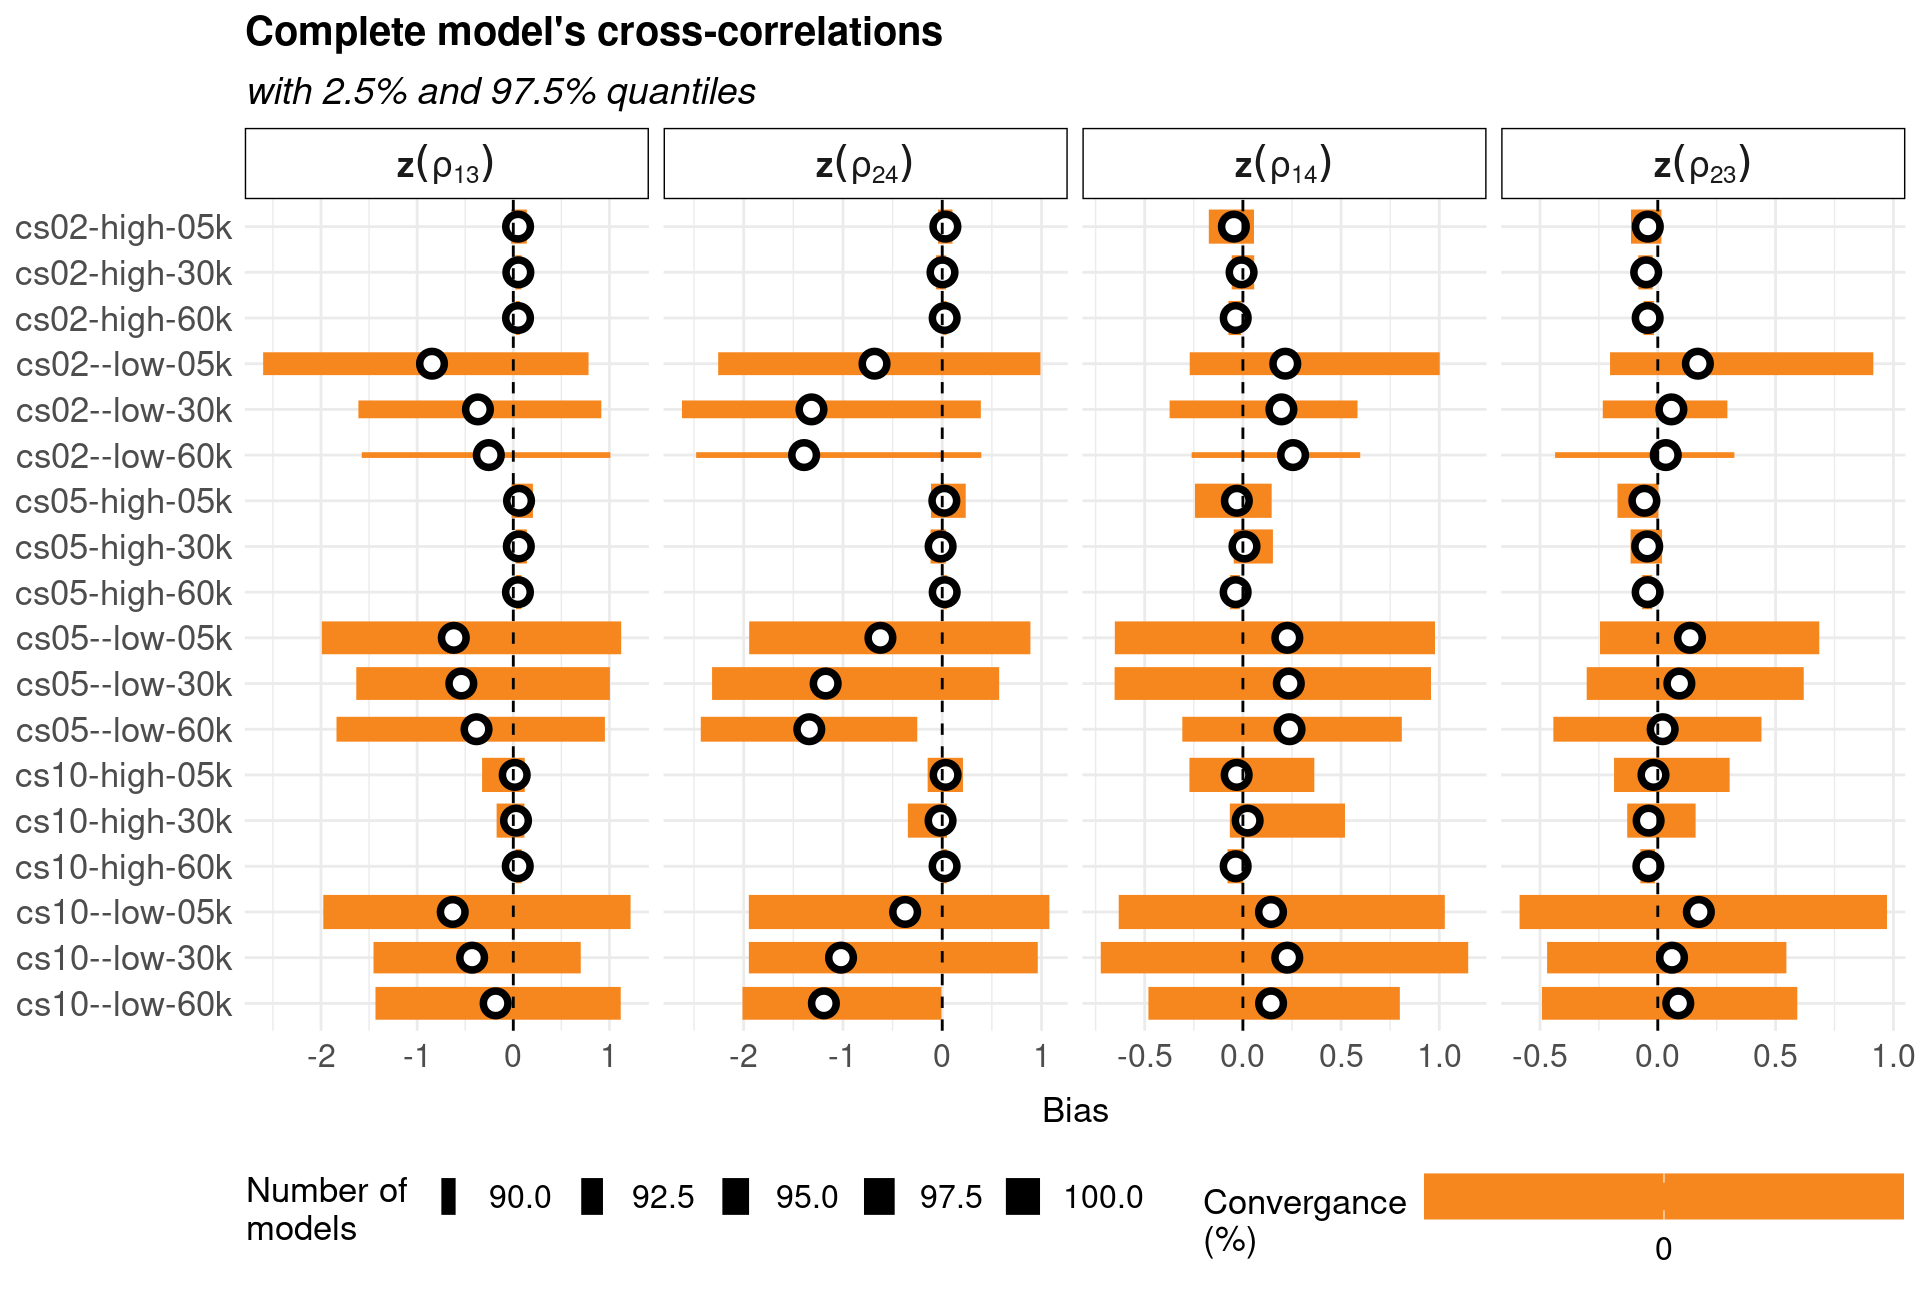 Complete model's cross-correlations
with 2.5% and 97.5% quantiles
z(ρ13) z(ρ24) z(ρ14) z(ρ23)
cs02-high-05k
cs02-high-30k
cs02-high-60k
cs02--low-05k
cs02--low-30k
cs02--low-60k
cs05-high-05k
cs05-high-30k
cs05-high-60k
cs05--low-05k
cs05--low-30k
cs05--low-60k
cs10-high-05k
cs10-high-30k
cs10-high-60k
cs10--low-05k
cs10--low-30k
cs10--low-60k
-2 -1 0 1 -2 -1 0 1 -0.5 0.0 0.5 1.0 -0.5 0.0 0.5 1.0
Bias
Number of
models
90.0 92.5 95.0 97.5 100.0
Convergance
(%)
0